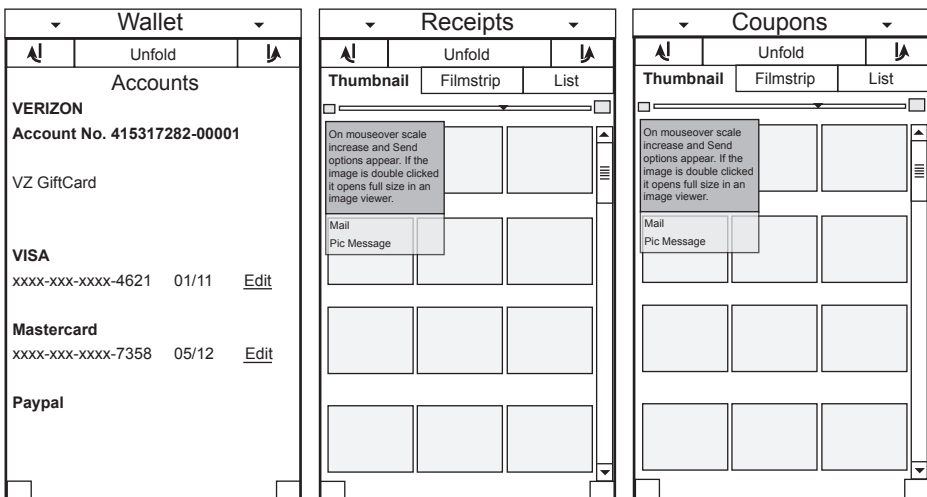 Wallet
Unfold
Accounts
VERIZON
Account No. 415317282-00001
VZ GiftCard
VISA
xxxx-xxx-xxxx-4621 01/11 Edit
Mastercard
xxxx-xxx-xxxx-7358 05/12 Edit
Paypal
Receipts
Unfold
Thumbnail Filmstrip List
On mouseover scale
increase and Send
options appear. If the
image is double clicked
it opens full size in an
image viewer.
Mail
Pic Message
Coupons
Unfold
Thumbnail Filmstrip List
On mouseover scale
increase and Send
options appear. If the
image is double clicked
it opens full size in an
image viewer.
Mail
Pic Message